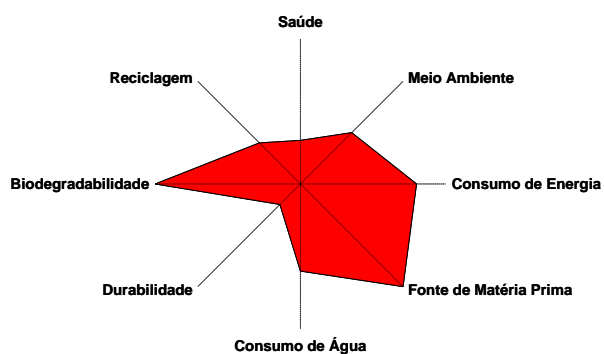 Saúde
Reciclagem
Meio Ambiente
Biodegradabilidade
Consumo de Energia
Durabilidade
Fonte de Matéria Prima
Consumo de Água